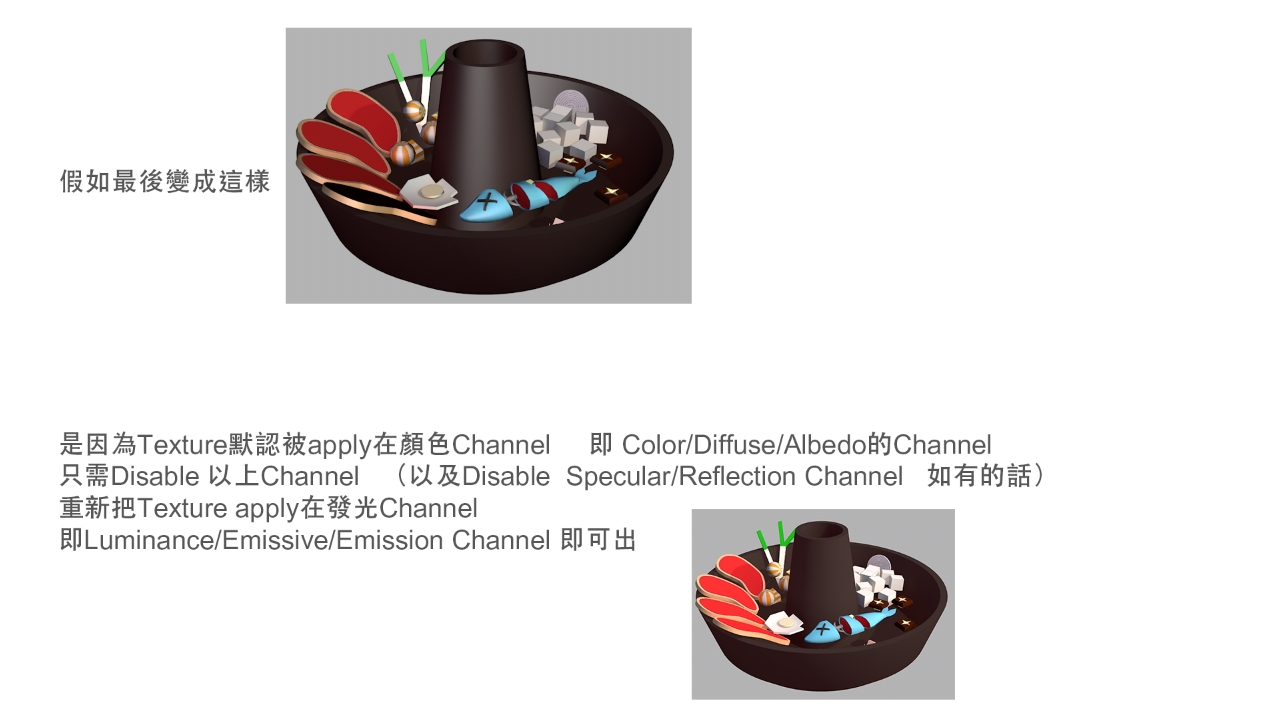 假如最後變成這樣
是因為Texture默認被apply在顏色Channel 即 Color/Diffuse/Albedo的Channel
只需Disable 以上Channel （以及Disable Specular/Reflection Channel 如有的話）
重新把Texture apply在發光Channel
即Luminance/Emissive/Emission Channel 即可出